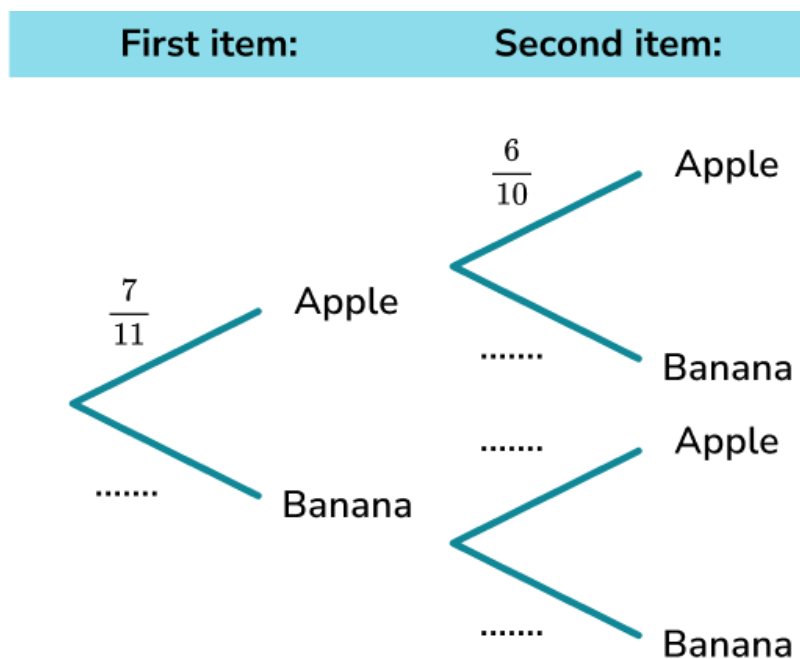 First item: Second item:
6
10
Apple
7
11
Apple
.......
Banana
.......
Apple
.......
Banana
.......
Banana